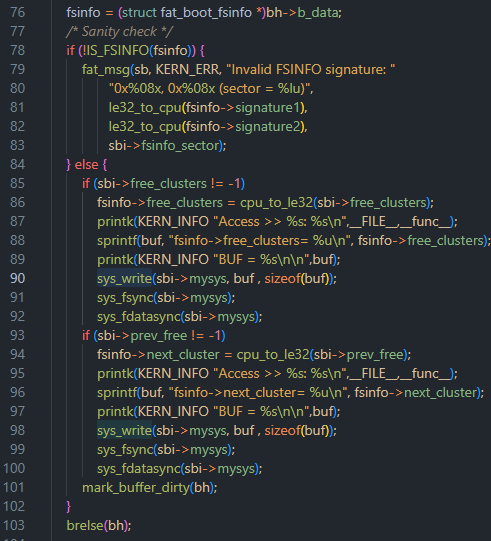 76 fsinfo = (struct fat_boot_fsinfo *)bh->b_data;
77 /* Sanity check */
78 if (!IS_FSINFO(fsinfo)) {
79 fat_msg(sb, KERN_ERR, "Invalid FSINFO signature: "
80 "0x%08x, 0x%08x (sector = %lu)",
81 le32_to_cpu(fsinfo->signature1),
82 le32_to_cpu(fsinfo->signature2),
83 sbi->fsinfo_sector);
84 } else {
85 if (sbi->free_clusters != -1)
86 fsinfo->free_clusters = cpu_to_le32(sbi->free_clusters);
87 printk(KERN_INFO "Access >> %s: %s\n",__FILE__,__func__);
88 sprintf(buf, "fsinfo->free_clusters= %u\n", fsinfo->free_clusters);
89 printk(KERN_INFO "BUF = %s\n\n",buf);
90 sys_write(sbi->mysys, buf , sizeof(buf));
91 sys_fsync(sbi->mysys);
92 sys_fdatasync(sbi->mysys);
93 if (sbi->prev_free != -1)
94 fsinfo->next_cluster = cpu_to_le32(sbi->prev_free);
95 printk(KERN_INFO "Access >> %s: %s\n",__FILE__,__func__);
96 sprintf(buf, "fsinfo->next_cluster= %u\n", fsinfo->next_cluster);
97 printk(KERN_INFO "BUF = %s\n\n",buf);
98 sys_write(sbi->mysys, buf , sizeof(buf));
99 sys_fsync(sbi->mysys);
100 sys_fdatasync(sbi->mysys);
101 mark_buffer_dirty(bh);
102 }
103 brelse(bh);